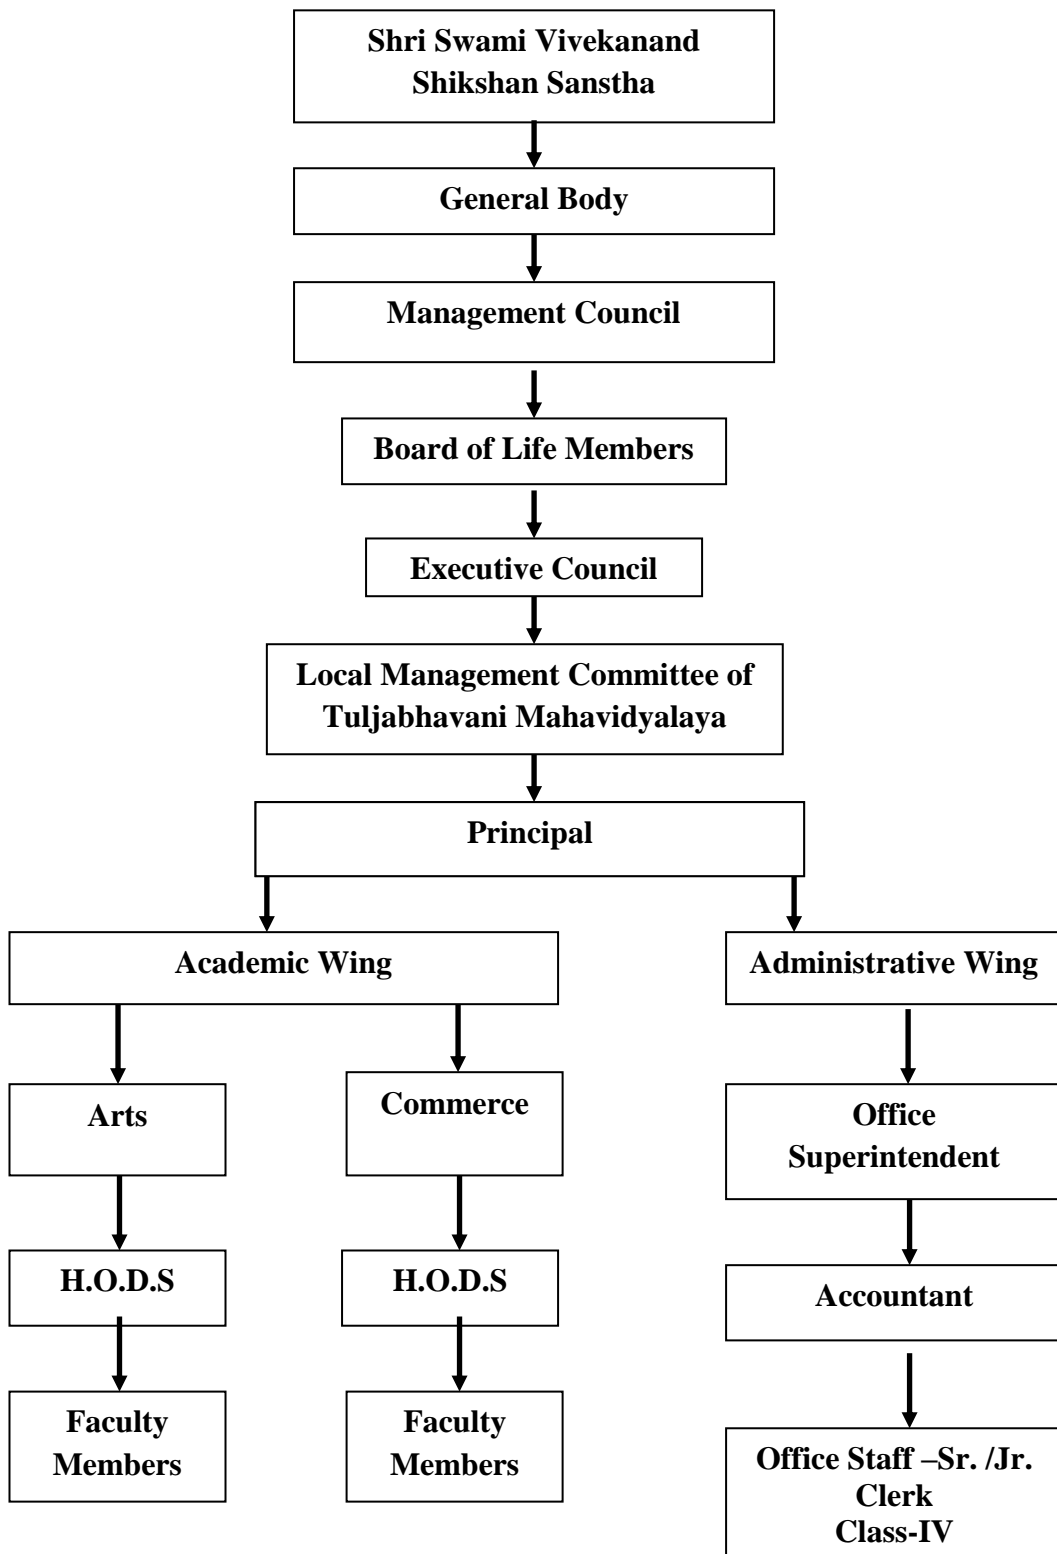 Shri Swami Vivekanand
Shikshan Sanstha
General Body
Management Council
Board of Life Members
Executive Council
Local Management Committee of
Tuljabhavani Mahavidyalaya
Principal
Academic Wing
Administrative Wing
Arts
Commerce
Office
Superintendent
H.O.D.S
H.O.D.S
Accountant
Faculty
Members
Faculty
Members
Office Staff –Sr. /Jr.
Clerk
Class-IV